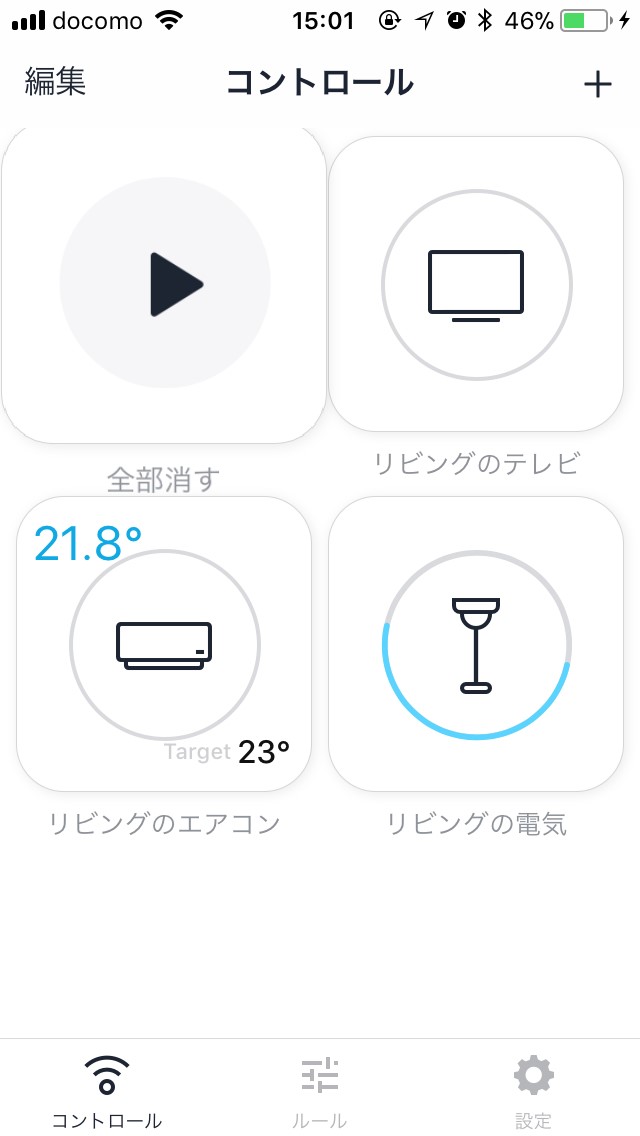 docomo 15:01 46%
編集 コントロール +
全部消す
リビングのテレビ
21.8°
Target 23°
リビングのエアコン
リビングの電気
コントロール ルール 設定